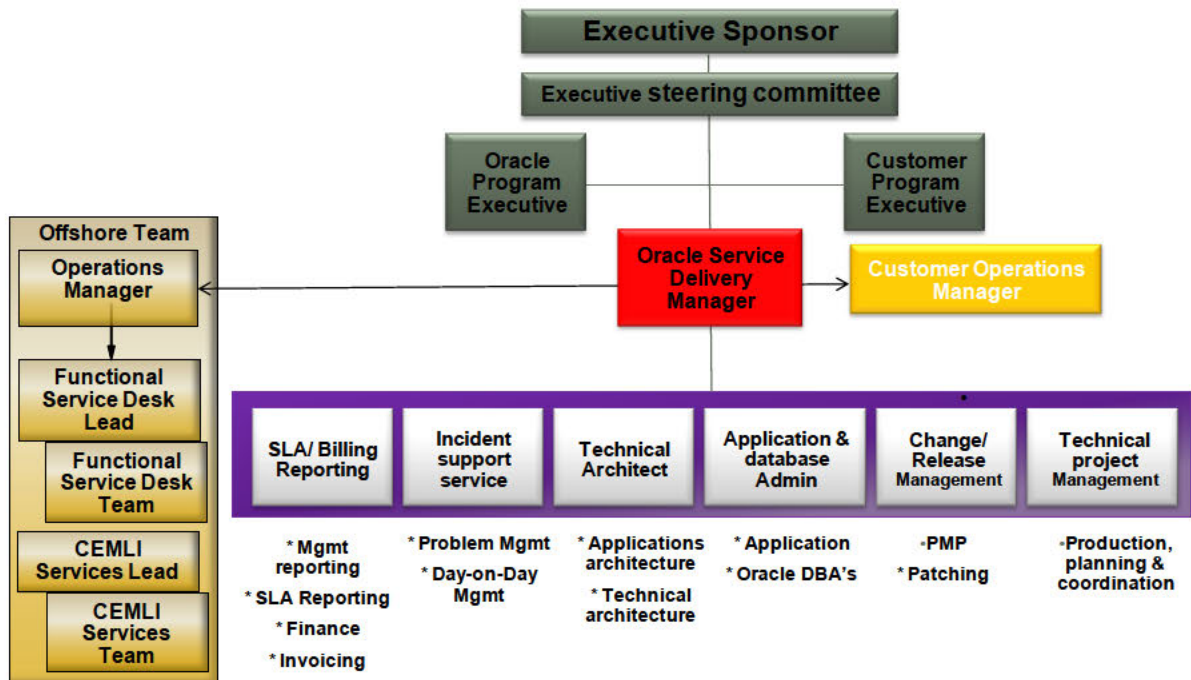 Executive Sponsor
Executive steering committee
Oracle
Program
Executive
Customer
Program
Executive
Offshore Team
Operations
Manager
Oracle Service
Delivery
Manager
Customer Operations
Manager
Functional
Service Desk
Lead
Functional
Service Desk
Team
CEMLI
Services Lead
CEMLI
Services
Team
SLA/ Billing
Reporting
Incident
support
service
Technical
Architect
Application &
database
Admin
Change/
Release
Management
Technical
project
Management
* Mgmt
reporting
* SLA Reporting
* Finance
* Invoicing
* Problem Mgmt
* Day-on-Day
Mgmt
* Applications
architecture
* Technical
architecture
* Application
* Oracle DBA's
•PMP
* Patching
•Production,
planning &
coordination